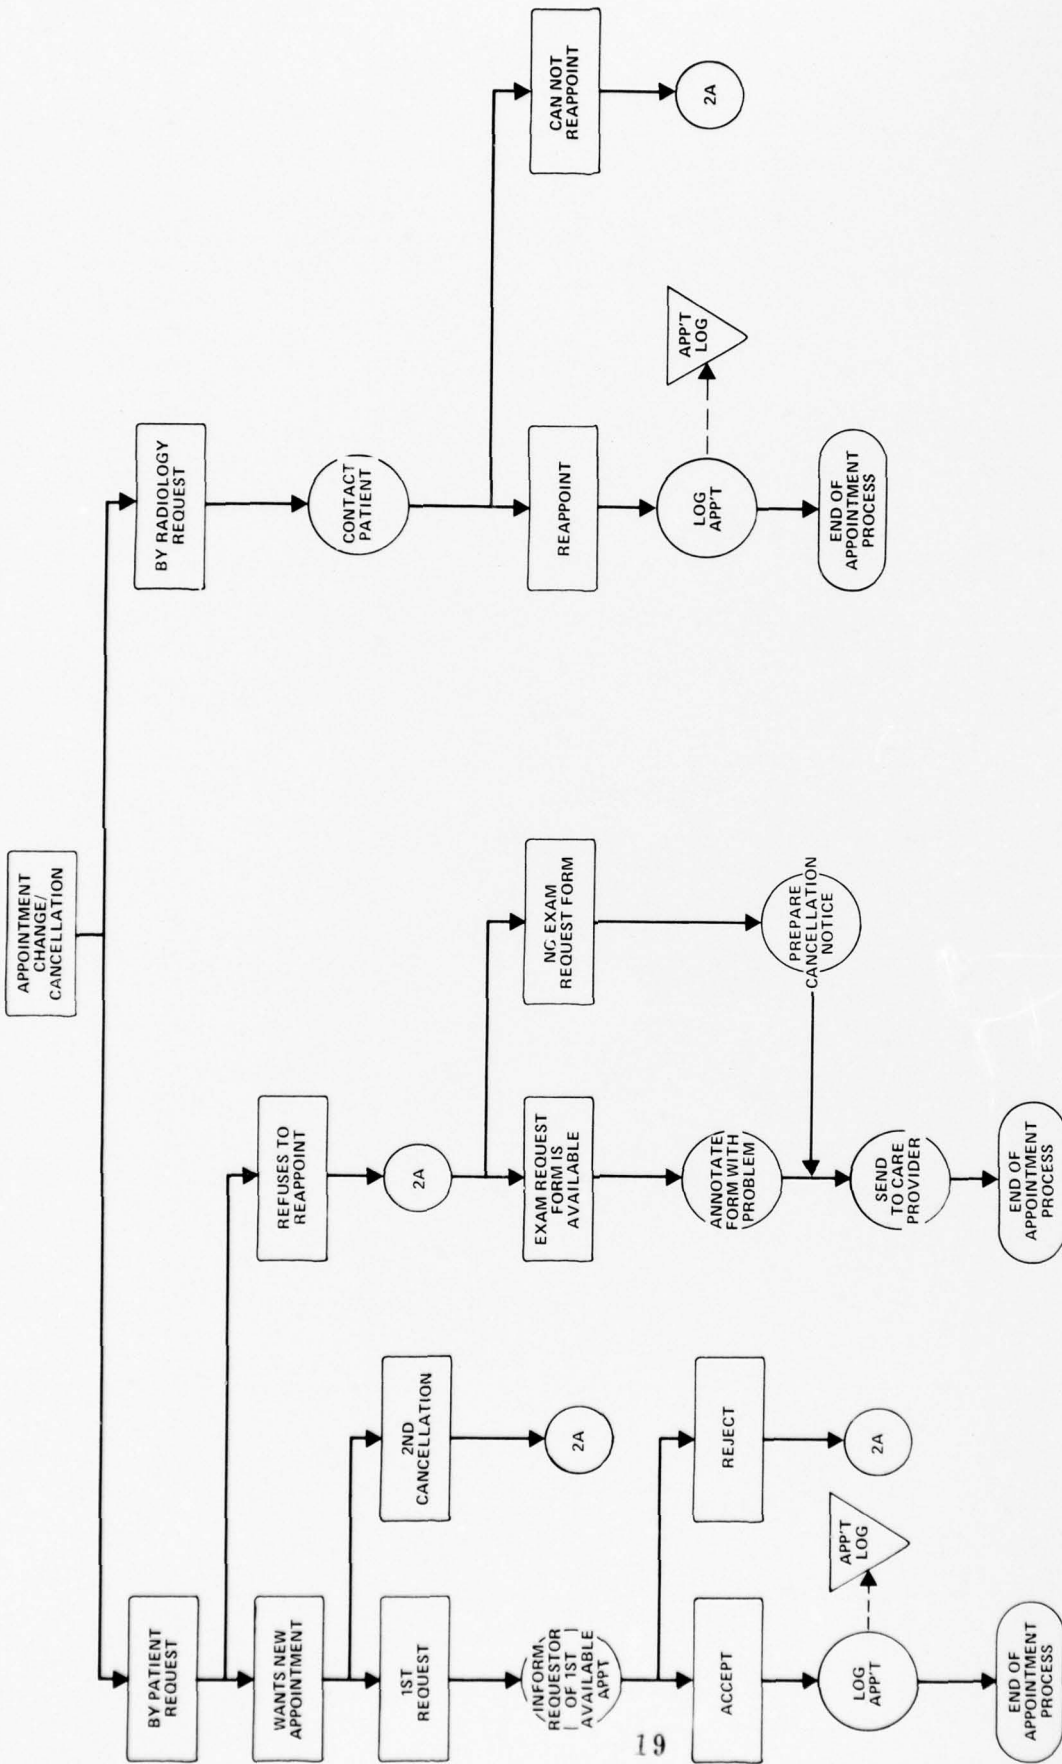 APPOINTMENT
CHANGE/
CANCELLATION
BY PATIENT
REQUEST
BY RADIOLOGY
REQUEST
WANTS NEW
APPOINTMENT
REFUSES TO
REAPPOINT
CONTACT
PATIENT
1ST
REQUEST
2ND
CANCELLATION
2A
INFORM
REQUESTOR
OF 1ST
AVAILABLE
APPT
2A
EXAM REQUEST
FORM IS
AVAILABLE
NO EXAM
REQUEST FORM
REAPPOINT
CAN NOT
REAPPOINT
ACCEPT
REJECT
ANNOTATE
FORM WITH
PROBLEM
PREPARE
CANCELLATION
NOTICE
LOG
APP'T
APP'T
LOG
2A
LOG
APP'T
APP'T
LOG
2A
SEND
TO CARE
PROVIDER
END OF
APPOINTMENT
PROCESS
END OF
APPOINTMENT
PROCESS
END OF
APPOINTMENT
PROCESS
19